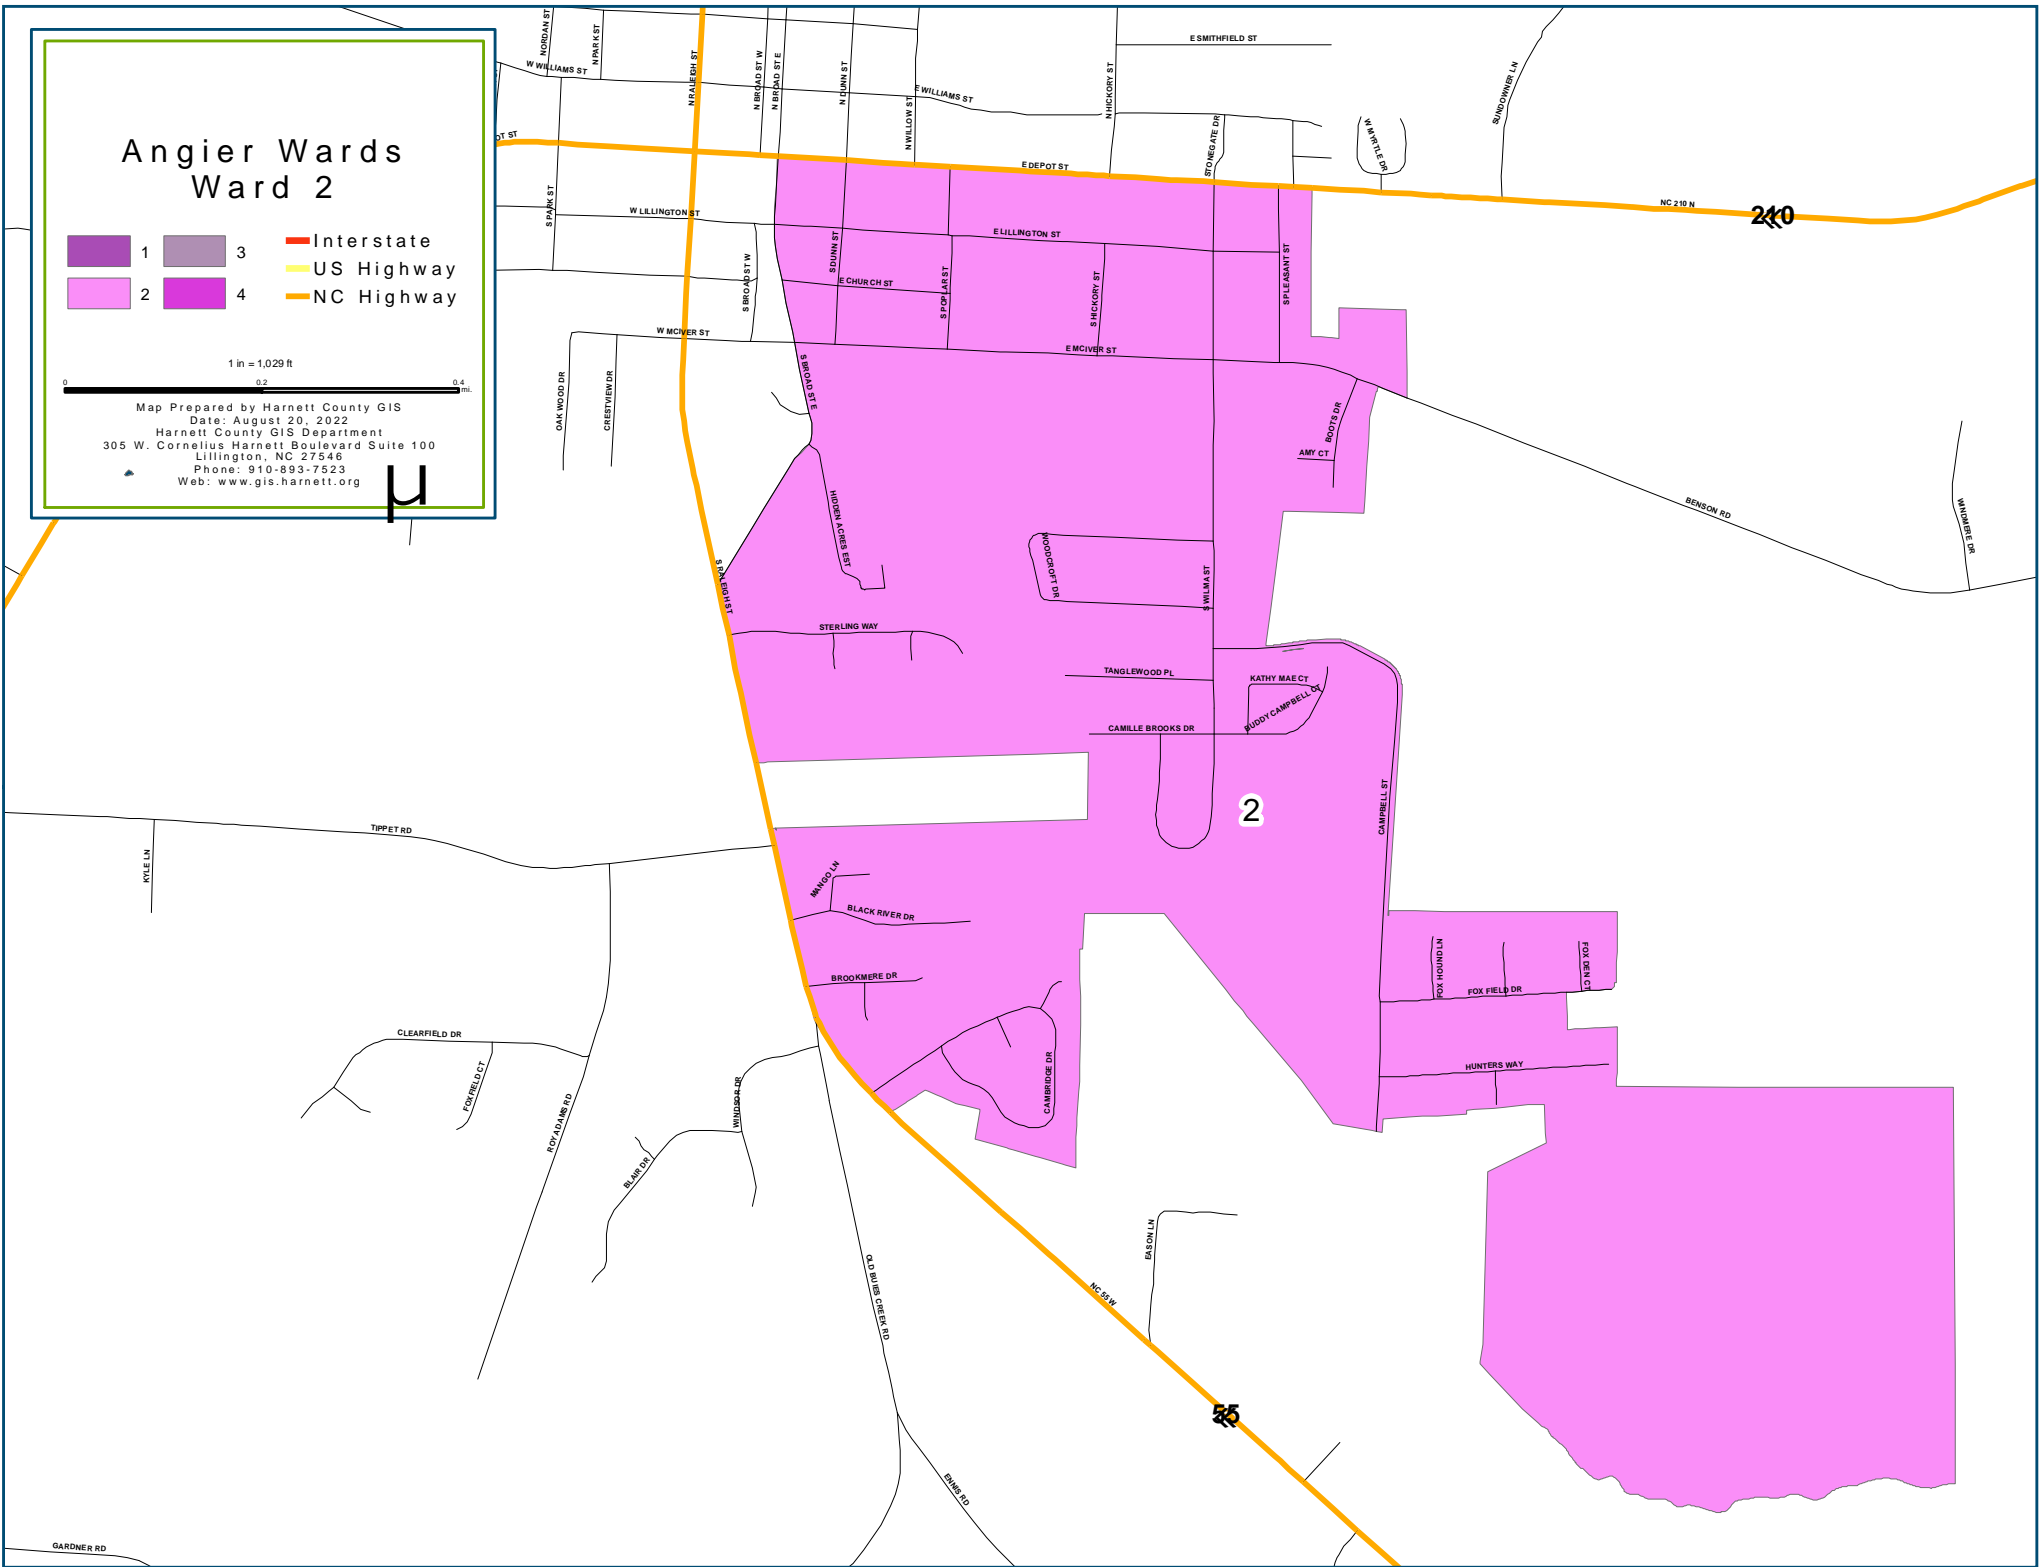 Angier Wards
Ward 2
1
3
2
4
Interstate
US Highway
NC Highway
1 in = 1,029 ft
0
0.2
0.4
mi.
Map Prepared by Harnett County GIS
Date: August 20, 2022
Harnett County GIS Department
305 W. Cornelius Harnett Boulevard Suite 100
Lillington, NC 27546
Phone: 910-893-7523
Web: www.gis.harnett.org
µ
NORDAN ST
N PARK ST
W WILLIAMS ST
N RALEIGH ST
N BROAD ST W
N BROAD ST E
N DUNN ST
N WILLOW ST
E WILLIAMS ST
N HICKORY ST
E SMITHFIELD ST
STONEGATE DR
W MYRTLE DR
SUNDOWNER LN
OT ST
E DEPOT ST
NC 210 N
210
S PARK ST
W LILLINGTON ST
E LILLINGTON ST
S BROAD ST W
S DUNN ST
E CHURCH ST
S POPLAR ST
S HICKORY ST
S PLEASANT ST
W MCIVER ST
E MCIVER ST
OAK WOOD DR
CRESTVIEW DR
S BROAD ST E
BOOTS DR
AMY CT
BENSON RD
WINDMERE DR
HIDDEN ACRES EST
WOODCROFT DR
S WILMA ST
S RALEIGH ST
STERLING WAY
TANGLEWOOD PL
KATHY MAE CT
BUDDY CAMPBELL CT
CAMILLE BROOKS DR
CAMPBELL ST
2
TIPPET RD
KYLE LN
MANGO LN
BLACK RIVER DR
BROOKMERE DR
FOX HOUND LN
FOX DEN CT
FOX FIELD DR
CLEARFIELD DR
FOXFIELD CT
ROY ADAMS RD
WINDSOR DR
CAMBRIDGE DR
HUNTERS WAY
BLAIR DR
EASON LN
OLD BUIES CREEK RD
NC 55 W
55
ENNIS RD
GARDNER RD